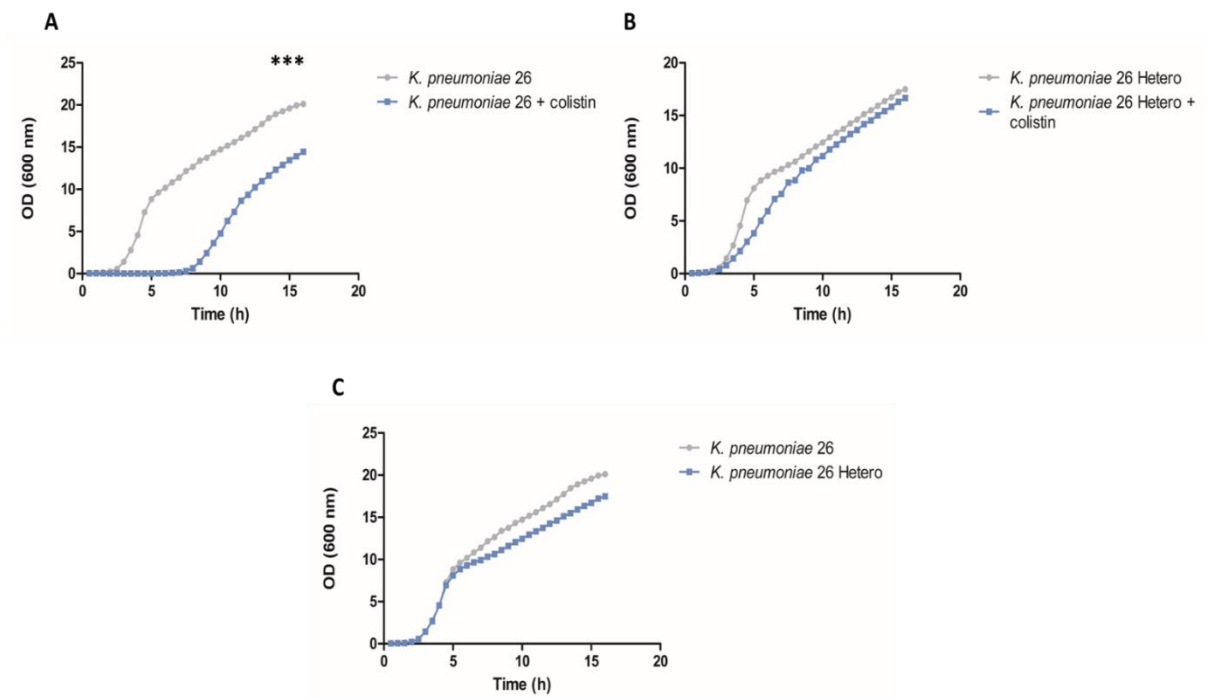 A
25
20
15
10
5
0
OD (600 nm)
0 5 10 15 20
Time (h)
***
K. pneumoniae 26
K. pneumoniae 26 + colistin
B
20
15
10
5
0
OD (600 nm)
0 5 10 15 20
Time (h)
K. pneumoniae 26 Hetero
K. pneumoniae 26 Hetero +
colistin
C
25
20
15
10
5
0
OD (600 nm)
0 5 10 15 20
Time (h)
K. pneumoniae 26
K. pneumoniae 26 Hetero